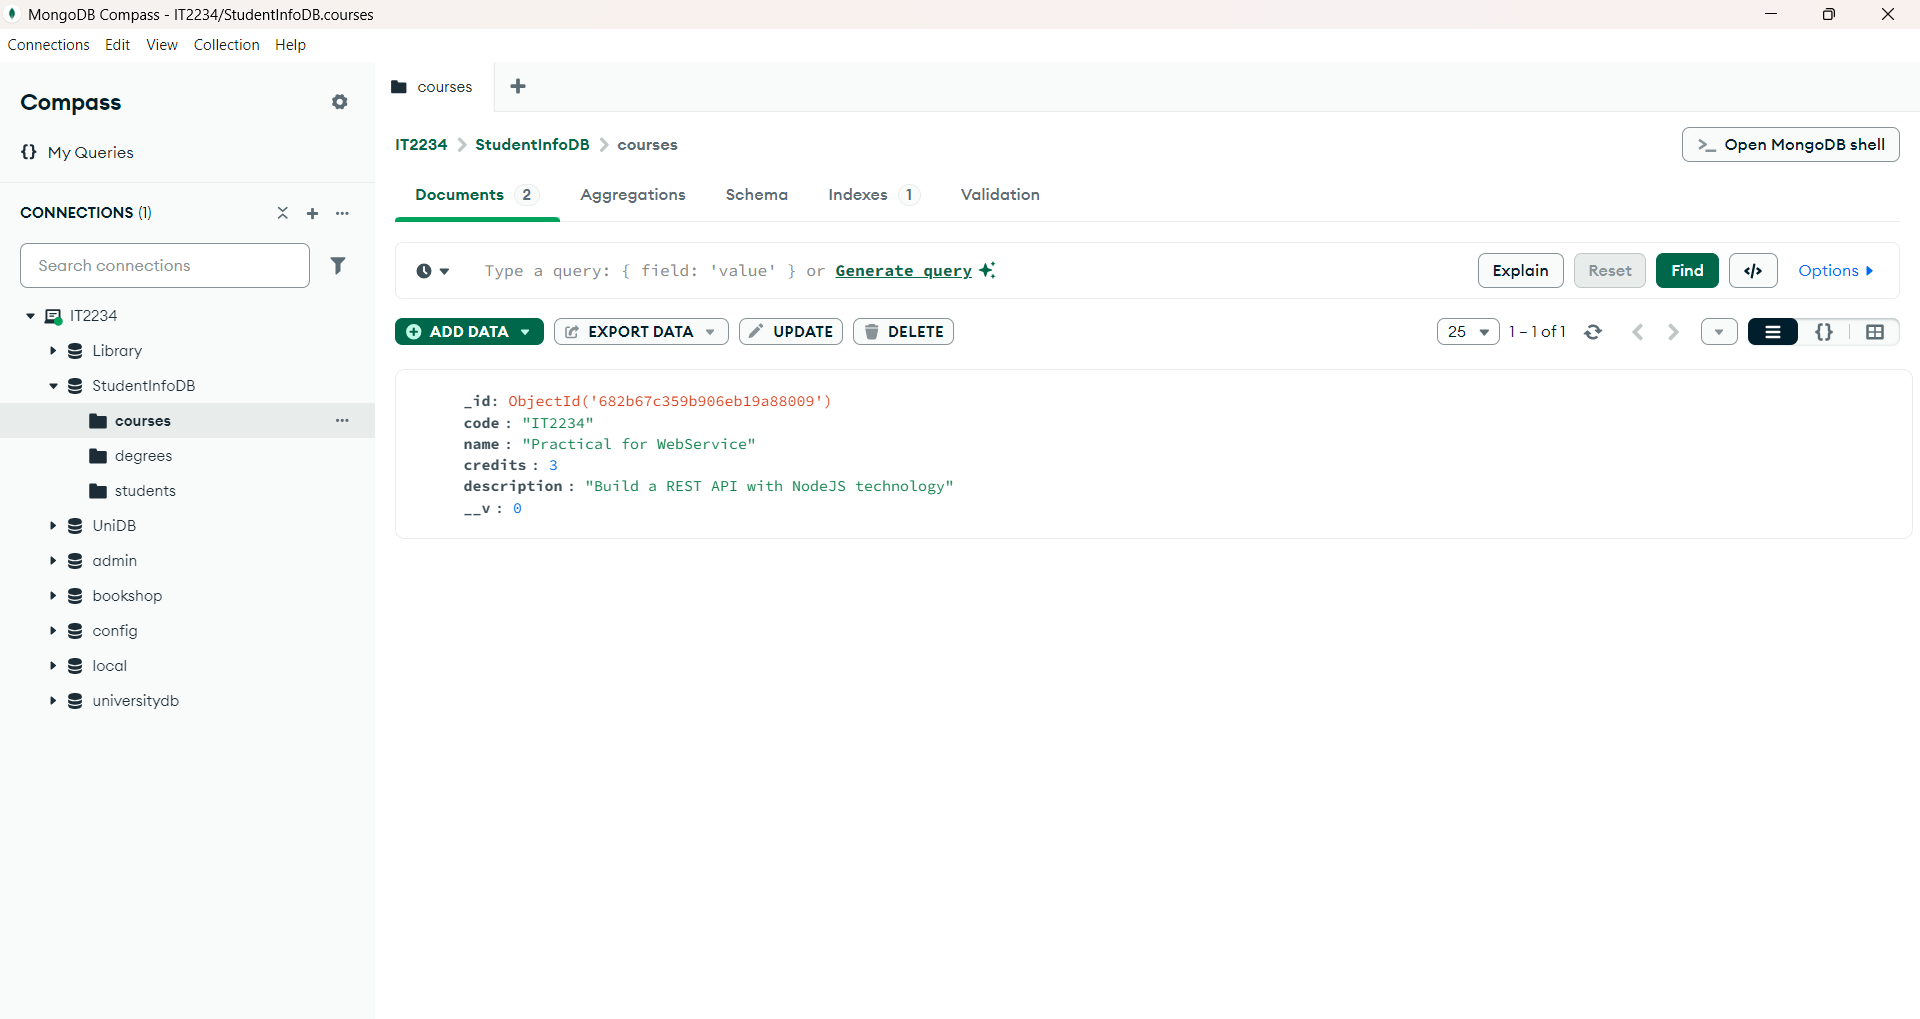 MongoDB Compass - IT2234/StudentInfoDB.courses
Connections Edit View Collection Help
Compass
My Queries
CONNECTIONS (1)
Search connections
IT2234
Library
StudentInfoDB
courses
degrees
students
UniDB
admin
bookshop
config
local
universitydb
courses
IT2234 > StudentInfoDB > courses
>_ Open MongoDB shell
Documents 2 Aggregations Schema Indexes 1 Validation
Type a query: { field: 'value' } or Generate query
Explain Reset Find </> Options
ADD DATA EXPORT DATA UPDATE DELETE
25 1 – 1 of 1 {}
_id: ObjectId('682b67c359b906eb19a88009')
code : "IT2234"
name : "Practical for WebService"
credits : 3
description : "Build a REST API with NodeJS technology"
__v : 0